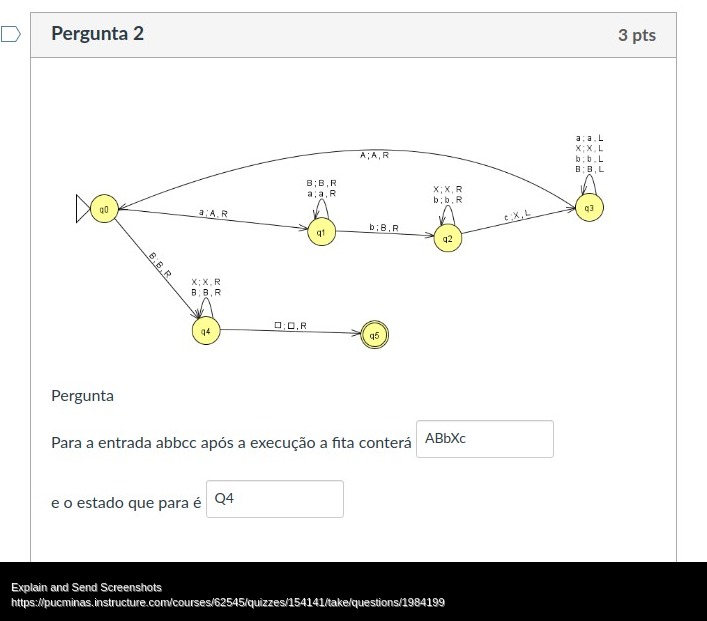 Pergunta 2
3 pts
a ; a , L
X ; X , L
b ; b , L
B ; B , L
A ; A , R
B ; B , R
a ; a , R
X ; X , R
b ; b , R
q0
a ; A , R
q1
b ; B , R
q2
c ; X , L
q3
B ; B , R
X ; X , R
B ; B , R
q4
□ ; □ , R
q5
Pergunta
Para a entrada abbcc após a execução a fita conterá ABbXc
e o estado que para é Q4
Explain and Send Screenshots
https://pucminas.instructure.com/courses/62545/quizzes/154141/take/questions/1984199